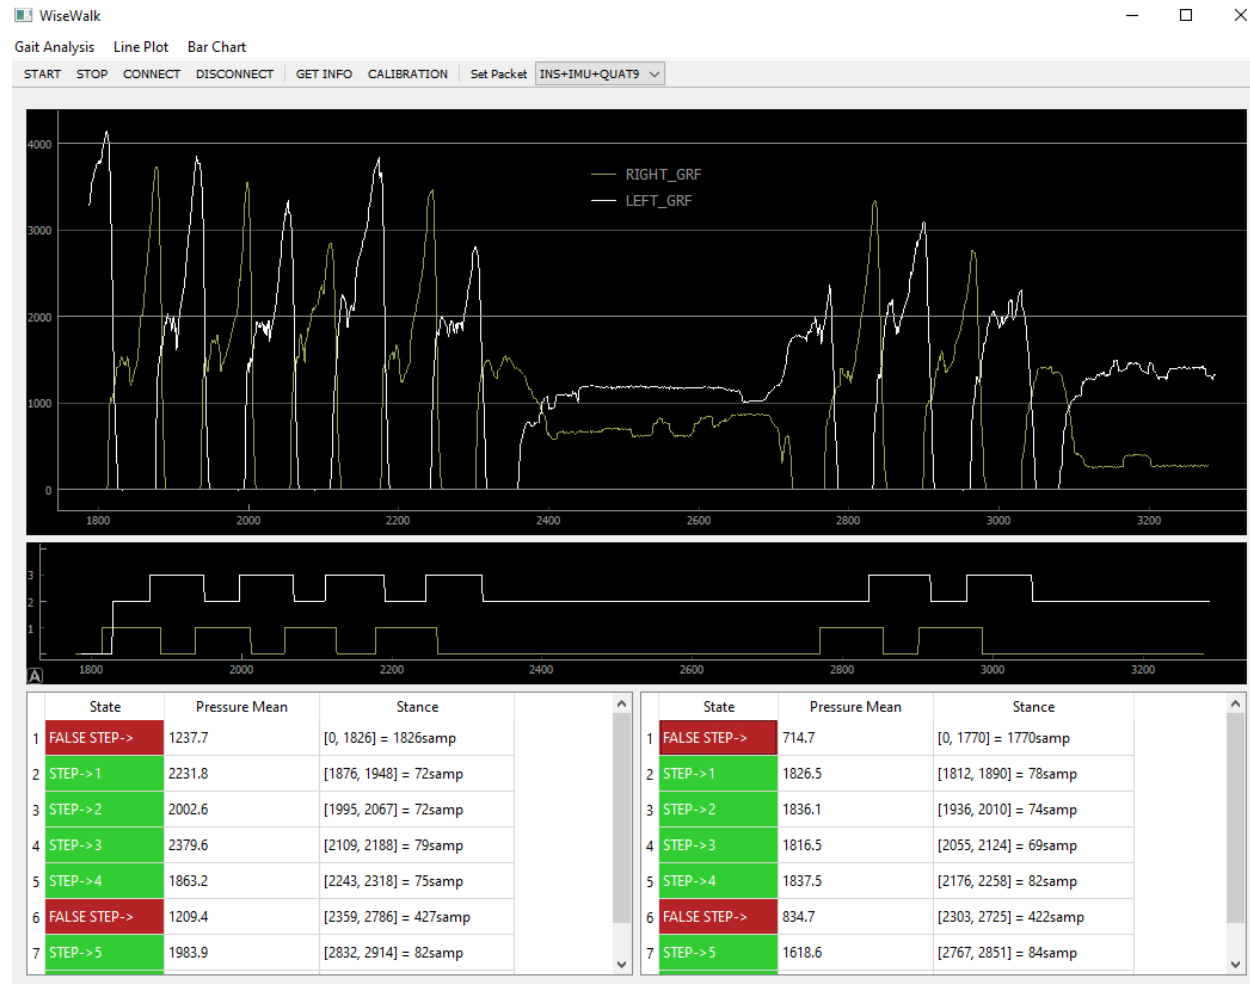 WiseWalk
Gait Analysis Line Plot Bar Chart
START STOP CONNECT DISCONNECT GET INFO CALIBRATION Set Packet INS+IMU+QUAT9
4000
3000
2000
1000
0
RIGHT_GRF
LEFT_GRF
1800 2000 2200 2400 2600 2800 3000 3200
3
2
1
A
1800 2000 2200 2400 2600 2800 3000 3200
State Pressure Mean Stance
1 FALSE STEP-> 1237.7 [0, 1826] = 1826samp
2 STEP->1 2231.8 [1876, 1948] = 72samp
3 STEP->2 2002.6 [1995, 2067] = 72samp
4 STEP->3 2379.6 [2109, 2188] = 79samp
5 STEP->4 1863.2 [2243, 2318] = 75samp
6 FALSE STEP-> 1209.4 [2359, 2786] = 427samp
7 STEP->5 1983.9 [2832, 2914] = 82samp
State Pressure Mean Stance
1 FALSE STEP-> 714.7 [0, 1770] = 1770samp
2 STEP->1 1826.5 [1812, 1890] = 78samp
3 STEP->2 1836.1 [1936, 2010] = 74samp
4 STEP->3 1816.5 [2055, 2124] = 69samp
5 STEP->4 1837.5 [2176, 2258] = 82samp
6 FALSE STEP-> 834.7 [2303, 2725] = 422samp
7 STEP->5 1618.6 [2767, 2851] = 84samp